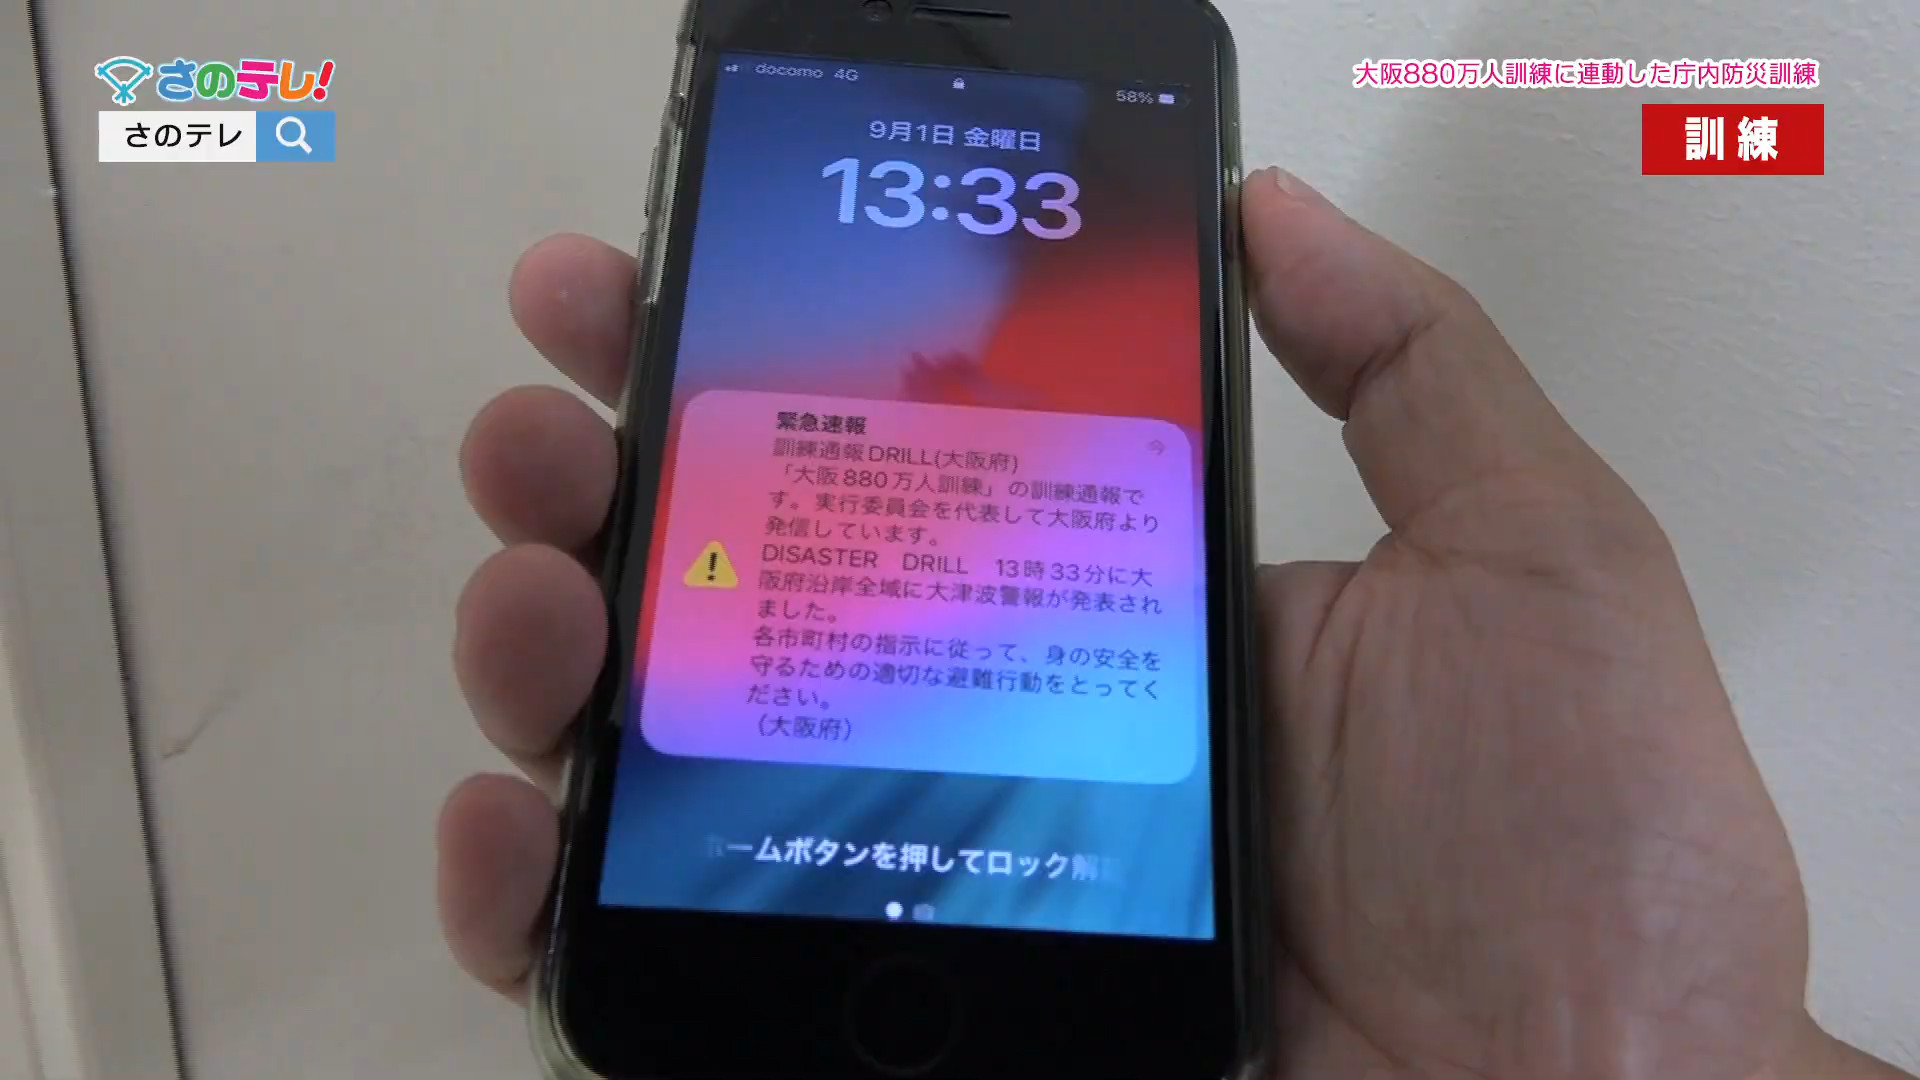 さのテレ!
さのテレ
大阪880万人訓練に連動した庁内防災訓練
訓練
docomo 4G
58%
9月1日 金曜日
13:33
緊急速報
今
訓練通報DRILL(大阪府)
「大阪880万人訓練」の訓練通報で
す。実行委員会を代表して大阪府より
発信しています。
DISASTER DRILL 13時33分に大
阪府沿岸全域に大津波警報が発表され
ました。
各市町村の指示に従って、身の安全を
守るための適切な避難行動をとってく
ださい。
(大阪府)
ホームボタンを押してロック解